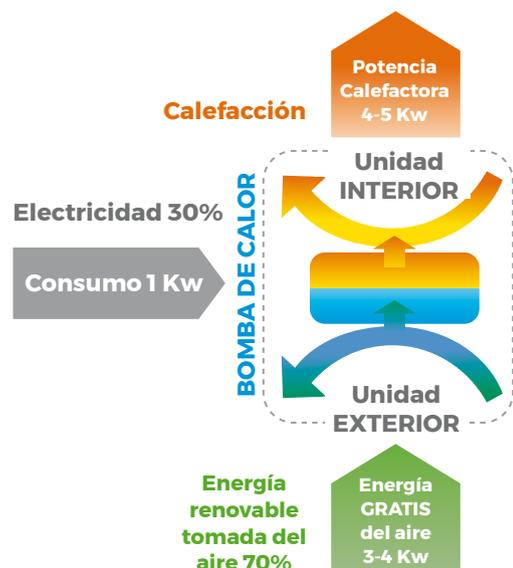 Potencia
Calefactora
4-5 Kw
Calefacción
Unidad
INTERIOR
Electricidad 30%
Consumo 1 Kw
BOMBA DE CALOR
Unidad
EXTERIOR
Energía
renovable
tomada del
aire 70%
Energía
GRATIS
del aire
3-4 Kw